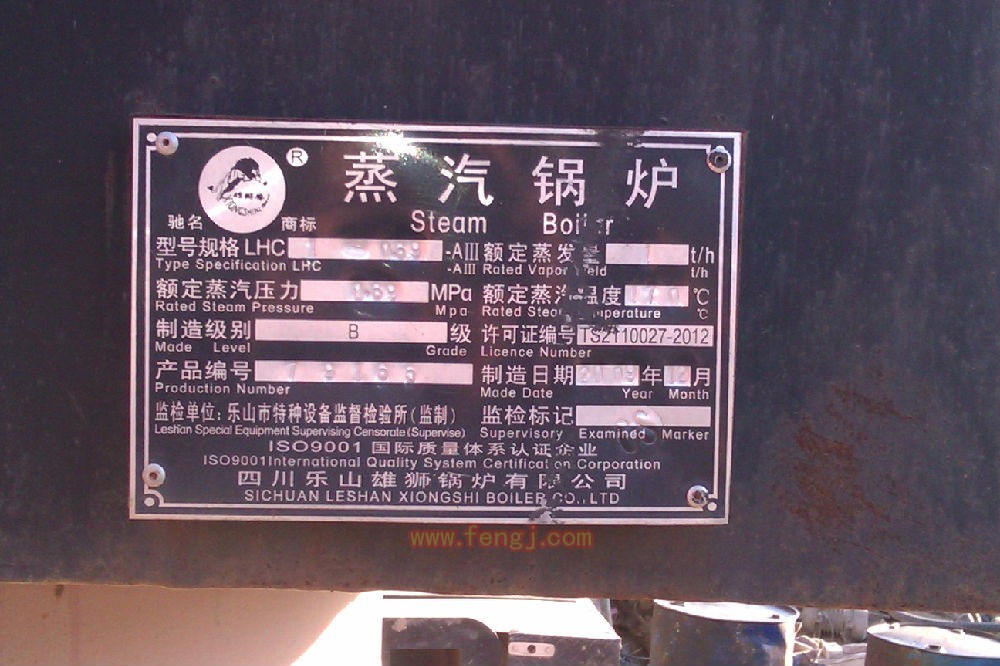 ® 蒸汽锅炉
驰名 商标 Steam Boiler
型号规格 LHC 1 - 0.69 -AIII 额定蒸发量 1 t/h
Type Specification LHC -AIII Rated Vapor Yield t/h
额定蒸汽压力 0.69 MPa 额定蒸汽温度 170 ℃
Rated Steam Pressure Mpa Rated Steam Temperature ℃
制造级别 B 级 许可证编号 TS2110027-2012
Made Level Grade Licence Number
产品编号 制造日期 年 月
Production Number Made Date Year Month
监检单位: 乐山市特种设备监督检验所(监制) 监检标记
Leshan Special Equipment Supervising Censorate (Supervise) Supervisory Examined Marker
ISO9001 国际质量体系认证企业
ISO9001 International Quality System Certification Corporation
四川乐山雄狮锅炉有限公司
SICHUAN LESHAN XIONGSHI BOILER CO., LTD
www.fengj.com